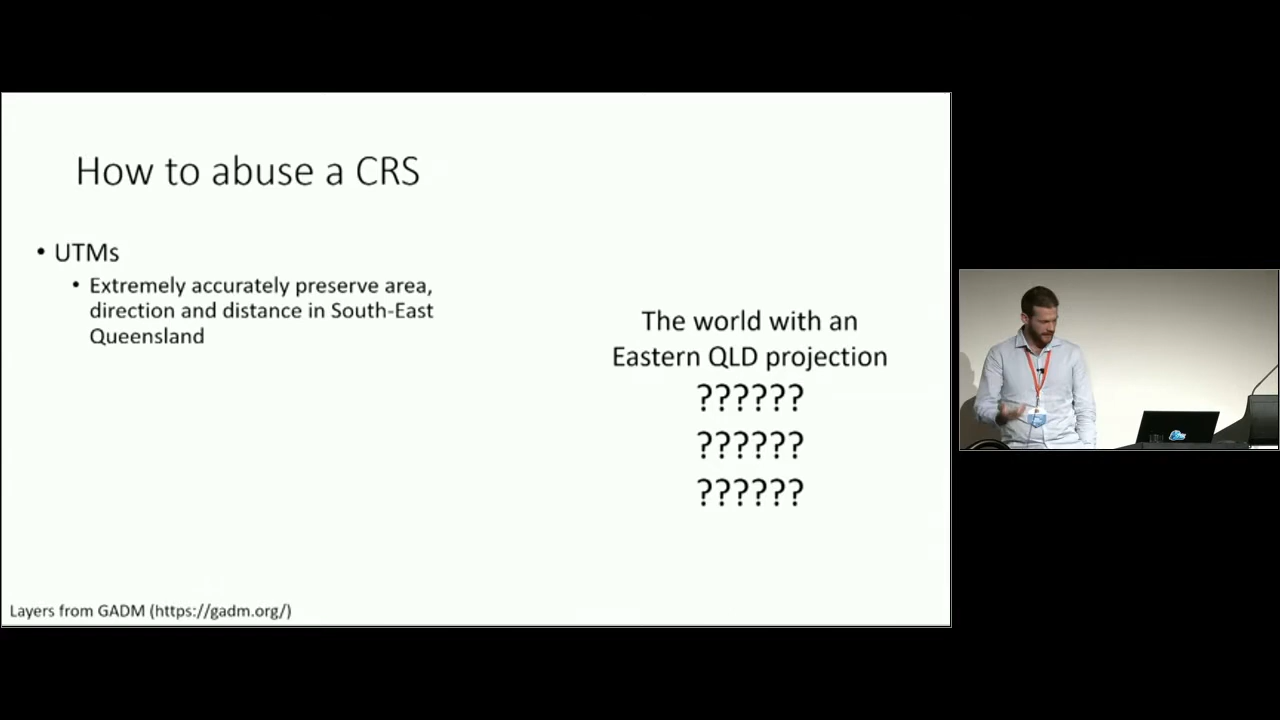 How to abuse a CRS
• UTMs
• Extremely accurately preserve area,
direction and distance in South-East
Queensland
The world with an
Eastern QLD projection
??????
??????
??????
Layers from GADM (https://gadm.org/)